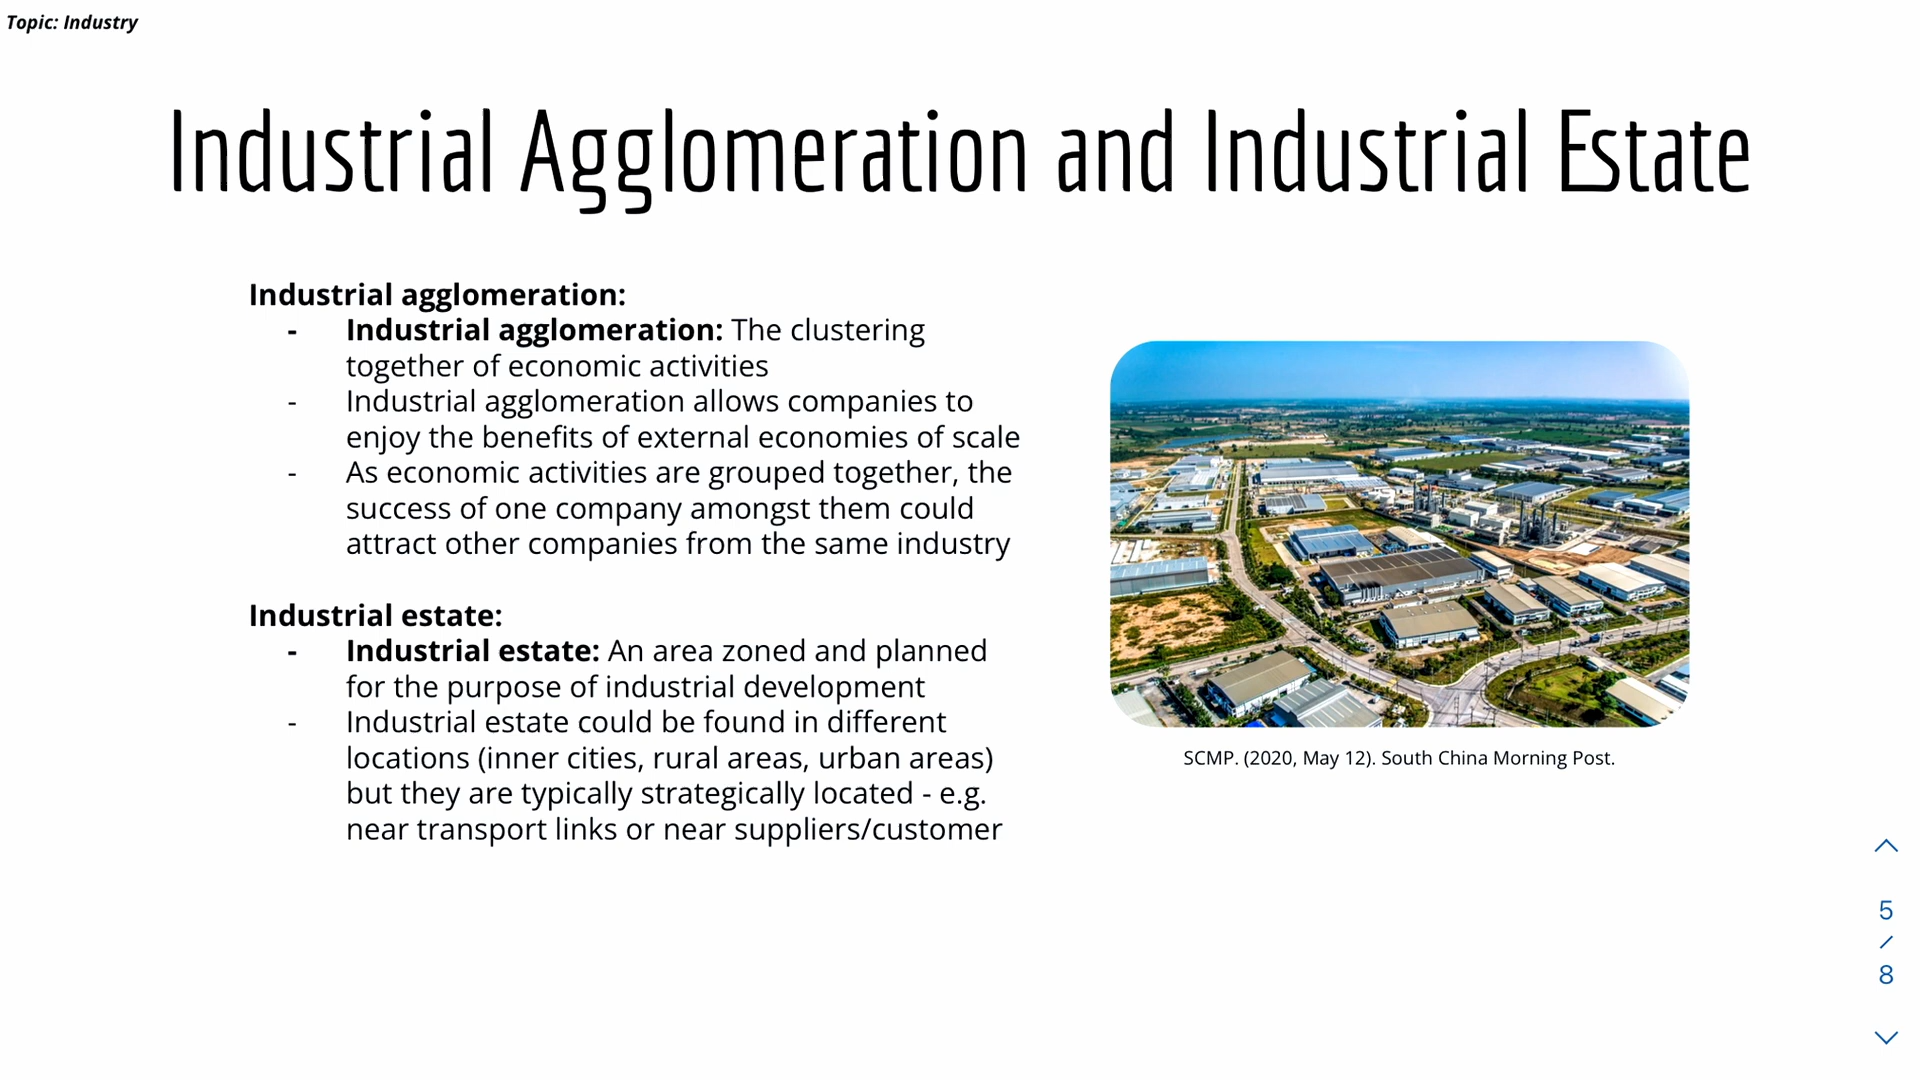 Topic: Industry
Industrial Agglomeration and Industrial Estate
Industrial agglomeration:
- Industrial agglomeration: The clustering
together of economic activities
- Industrial agglomeration allows companies to
enjoy the benefits of external economies of scale
- As economic activities are grouped together, the
success of one company amongst them could
attract other companies from the same industry
Industrial estate:
- Industrial estate: An area zoned and planned
for the purpose of industrial development
- Industrial estate could be found in different
locations (inner cities, rural areas, urban areas)
but they are typically strategically located - e.g.
near transport links or near suppliers/customer
SCMP. (2020, May 12). South China Morning Post.
5
/
8